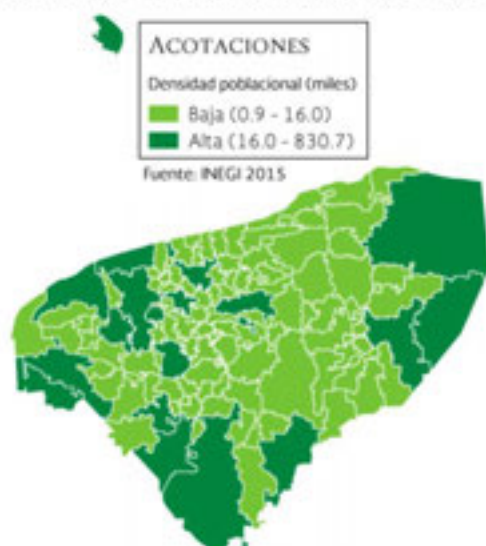 ACOTACIONES
Densidad poblacional (miles)
Baja (0.9 - 16.0)
Alta (16.0 - 830.7)
Fuente: INEGI 2015